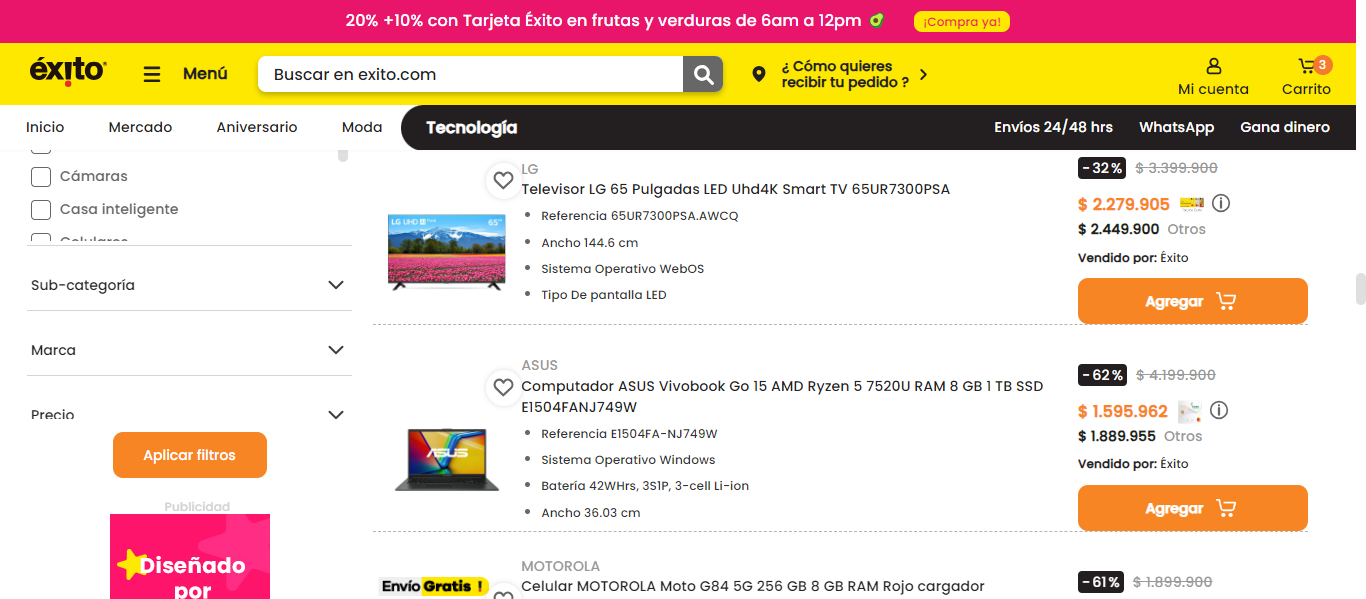 20% +10% con Tarjeta Éxito en frutas y verduras de 6am a 12pm
¡Compra ya!
éxito
Menú
Buscar en exito.com
¿ Cómo quieres
recibir tu pedido ?
Mi cuenta
3
Carrito
Inicio
Mercado
Aniversario
Moda
Tecnología
Envíos 24/48 hrs
WhatsApp
Gana dinero
Cámaras
Casa inteligente
Celulares
Sub-categoría
Marca
Precio
Aplicar filtros
Publicidad
Diseñado
por
LG
Televisor LG 65 Pulgadas LED Uhd4K Smart TV 65UR7300PSA
LG UHD
65"
Referencia 65UR7300PSA.AWCQ
Ancho 144.6 cm
Sistema Operativo WebOS
Tipo De pantalla LED
-32% $ 3.399.900
$ 2.279.905
$ 2.449.900 Otros
Vendido por: Éxito
Agregar
ASUS
Computador ASUS Vivobook Go 15 AMD Ryzen 5 7520U RAM 8 GB 1 TB SSD
E1504FANJ749W
ASUS
Referencia E1504FA-NJ749W
Sistema Operativo Windows
Batería 42WHrs, 3S1P, 3-cell Li-ion
Ancho 36.03 cm
-62% $ 4.199.900
$ 1.595.962
$ 1.889.955 Otros
Vendido por: Éxito
Agregar
Envío Gratis !
MOTOROLA
Celular MOTOROLA Moto G84 5G 256 GB 8 GB RAM Rojo cargador
-61% $ 1.899.900